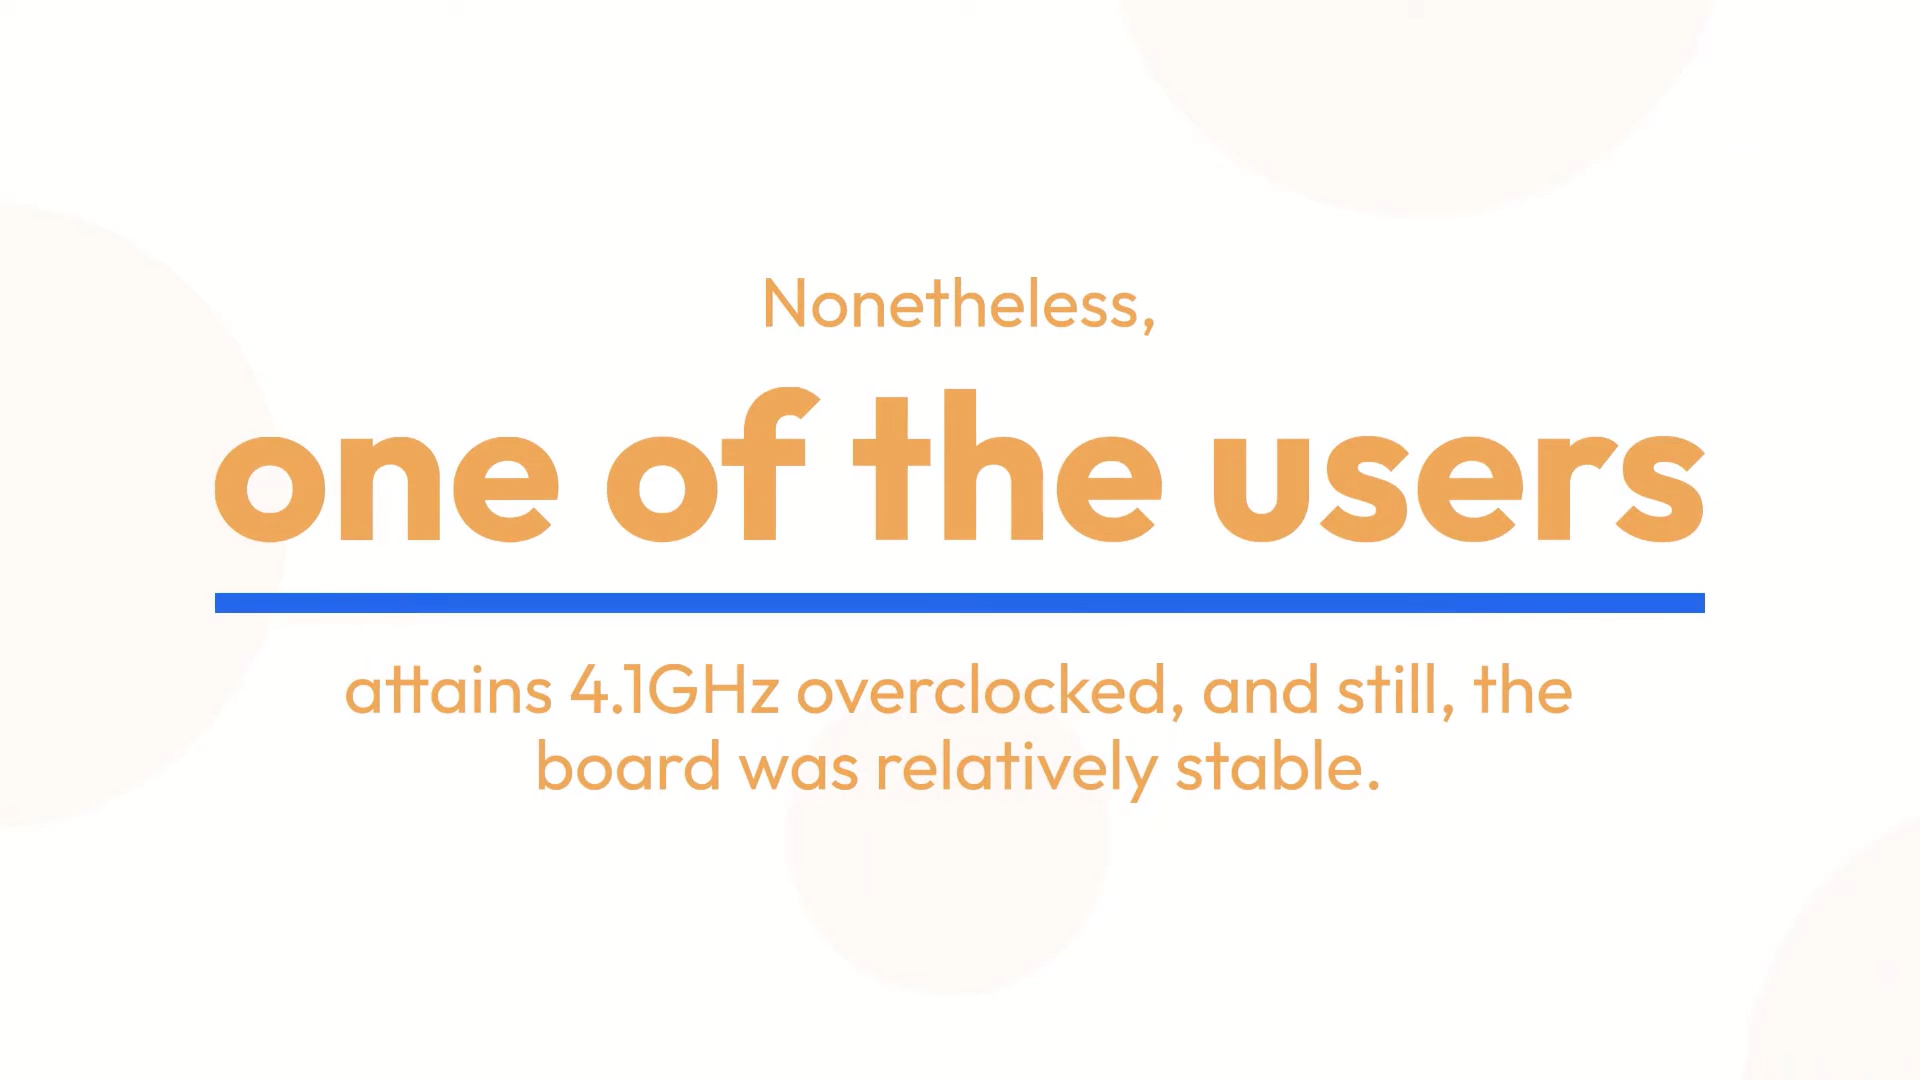 Nonetheless,
one of the users
attains 4.1GHz overclocked, and still, the
board was relatively stable.